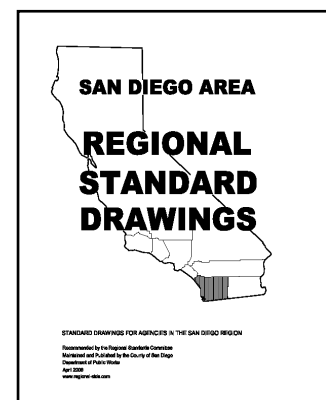 SAN DIEGO AREA
REGIONAL
STANDARD
DRAWINGS
STANDARD DRAWINGS FOR AGENCIES IN THE SAN DIEGO REGION
Recommended by the Regional Standards Committee
Maintained and Published by the County of San Diego
Department of Public Works
April 2006
www.regional-stds.com